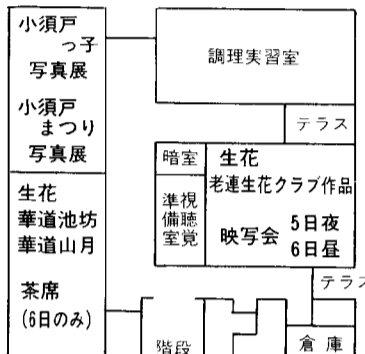 小須戸
っ子
写真展
小須戸
まつり
写真展
生花
華道池坊
華道山月
茶席
(6日のみ)
調理実習室
テラス
暗室
視聴覚
準備室
生花
老連生花クラブ作品
映写会
5日夜
6日昼
テラス
階段
倉庫